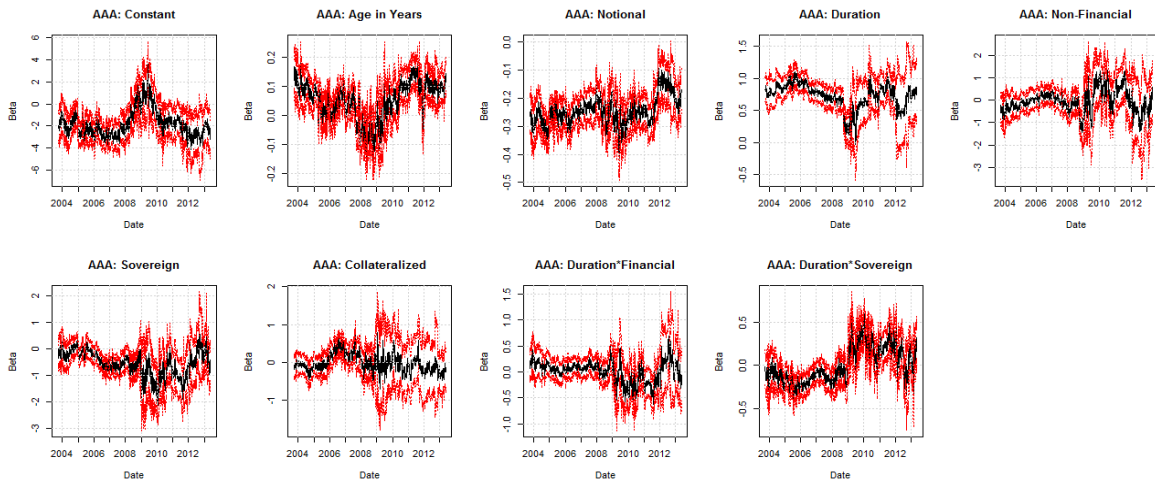 AAA: Constant
Beta
6
4
2
0
-2
-4
-6
2004 2006 2008 2010 2012
Date
AAA: Age in Years
Beta
0.2
0.1
0.0
-0.1
-0.2
2004 2006 2008 2010 2012
Date
AAA: Notional
Beta
0.0
-0.1
-0.2
-0.3
-0.4
-0.5
2004 2006 2008 2010 2012
Date
AAA: Duration
Beta
1.5
1.0
0.5
0.0
-0.5
2004 2006 2008 2010 2012
Date
AAA: Non-Financial
Beta
2
1
0
-1
-2
-3
2004 2006 2008 2010 2012
Date
AAA: Sovereign
Beta
2
1
0
-1
-2
-3
2004 2006 2008 2010 2012
Date
AAA: Collateralized
Beta
2
1
0
-1
2004 2006 2008 2010 2012
Date
AAA: Duration*Financial
Beta
1.5
1.0
0.5
0.0
-0.5
-1.0
2004 2006 2008 2010 2012
Date
AAA: Duration*Sovereign
Beta
0.5
0.0
-0.5
2004 2006 2008 2010 2012
Date